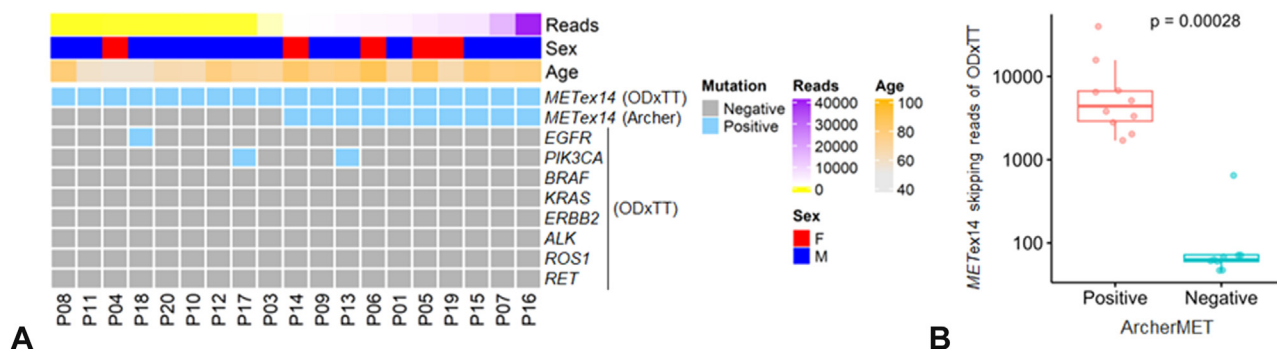 Reads
Sex
Age
METex14 (ODxTT)
METex14 (Archer)
EGFR
PIK3CA
BRAF
KRAS
ERBB2
ALK
ROS1
RET
(ODxTT)
P08 P11 P04 P18 P20 P10 P12 P17 P03 P14 P09 P13 P06 P01 P05 P19 P15 P07 P16
A
Mutation
Negative
Positive
Reads
40000
30000
20000
10000
0
Age
100
80
60
40
Sex
F
M
p = 0.00028
METex14 skipping reads of ODxTT
10000
1000
100
Positive Negative
ArcherMET
B